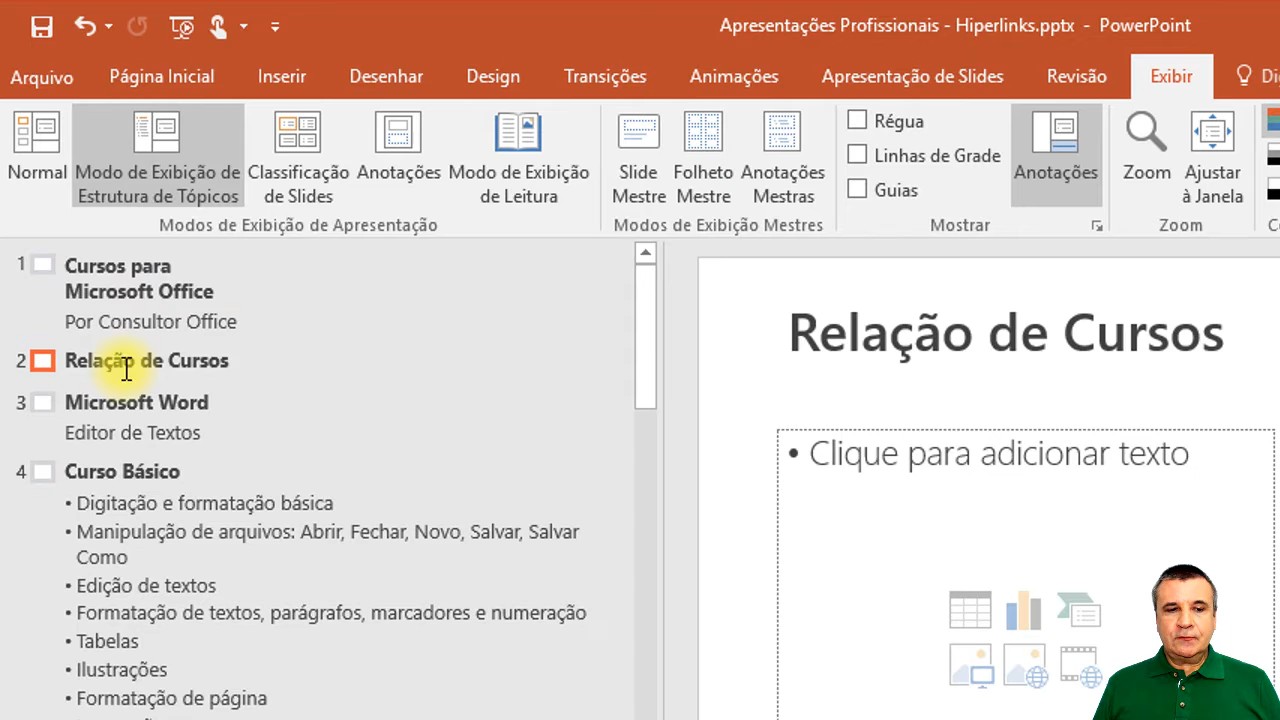 Apresentações Profissionais - Hiperlinks.pptx - PowerPoint
Arquivo Página Inicial Inserir Desenhar Design Transições Animações Apresentação de Slides Revisão Exibir
Normal
Modo de Exibição de
Estrutura de Tópicos
Classificação
de Slides
Anotações
Modo de Exibição
de Leitura
Modos de Exibição de Apresentação
Slide
Mestre
Folheto
Mestre
Anotações
Mestras
Modos de Exibição Mestres
Régua
Linhas de Grade
Guias
Anotações
Mostrar
Zoom
Ajustar
à Janela
Zoom
1 Cursos para
Microsoft Office
Por Consultor Office
2 Relação de Cursos
3 Microsoft Word
Editor de Textos
4 Curso Básico
• Digitação e formatação básica
• Manipulação de arquivos: Abrir, Fechar, Novo, Salvar, Salvar
Como
• Edição de textos
• Formatação de textos, parágrafos, marcadores e numeração
• Tabelas
• Ilustrações
• Formatação de página
Relação de Cursos
• Clique para adicionar texto